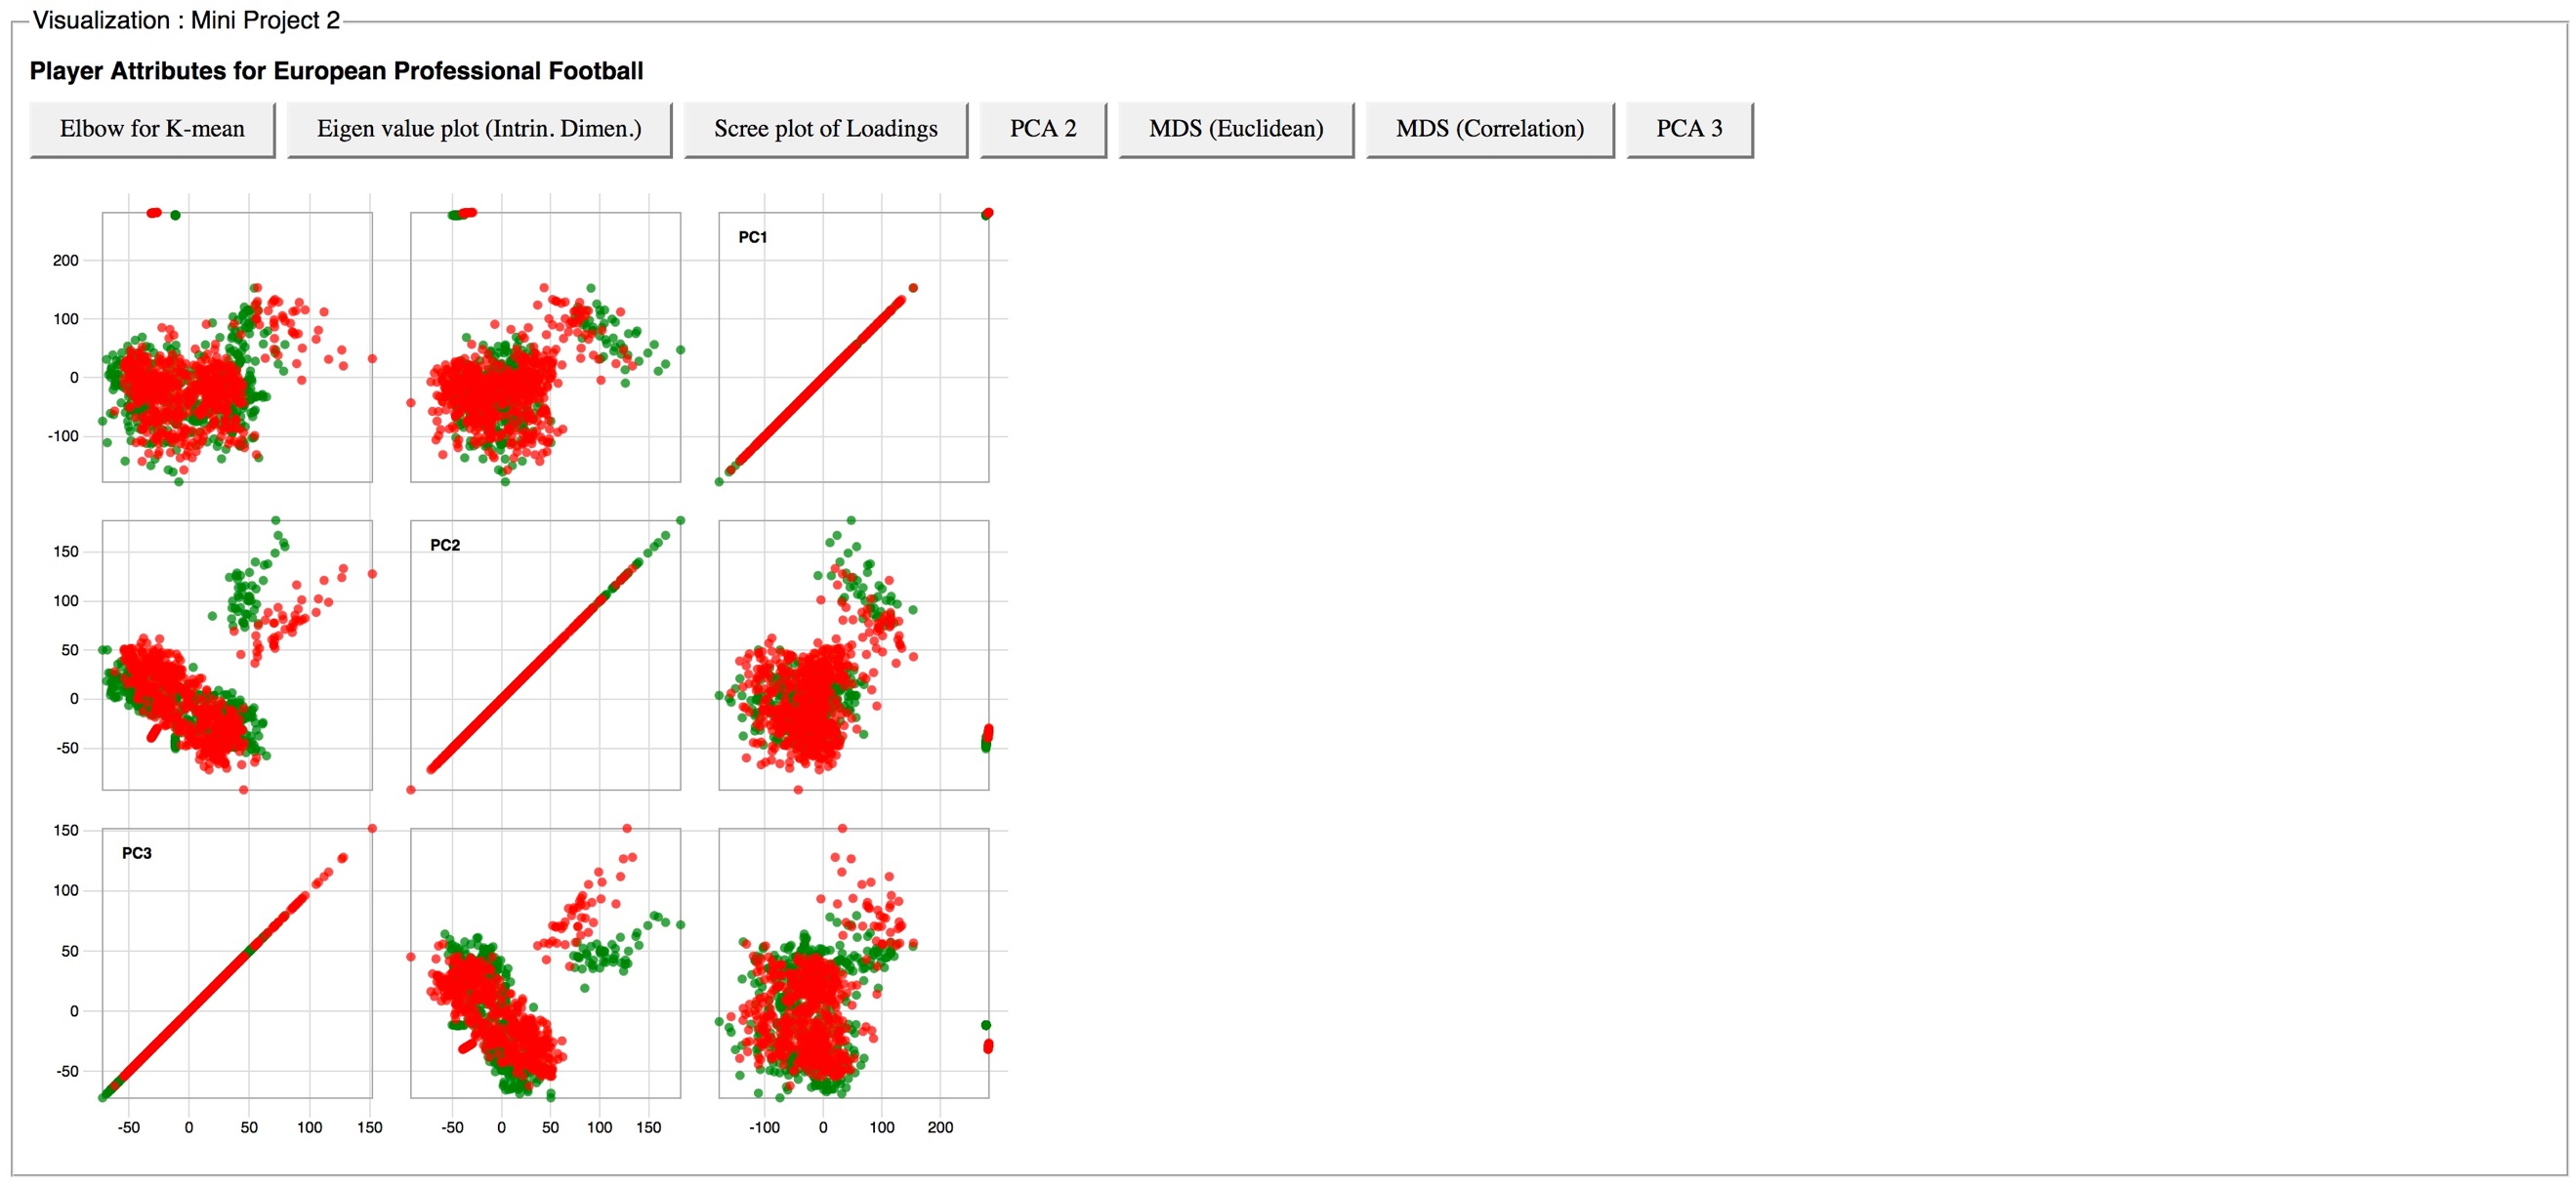 Visualization : Mini Project 2
Player Attributes for European Professional Football
Elbow for K-mean Eigen value plot (Intrin. Dimen.) Scree plot of Loadings PCA 2 MDS (Euclidean) MDS (Correlation) PCA 3
PC1
200
100
0
-100
PC2
150
100
50
0
-50
PC3
150
100
50
0
-50
-50 0 50 100 150 -50 0 50 100 150 -100 0 100 200